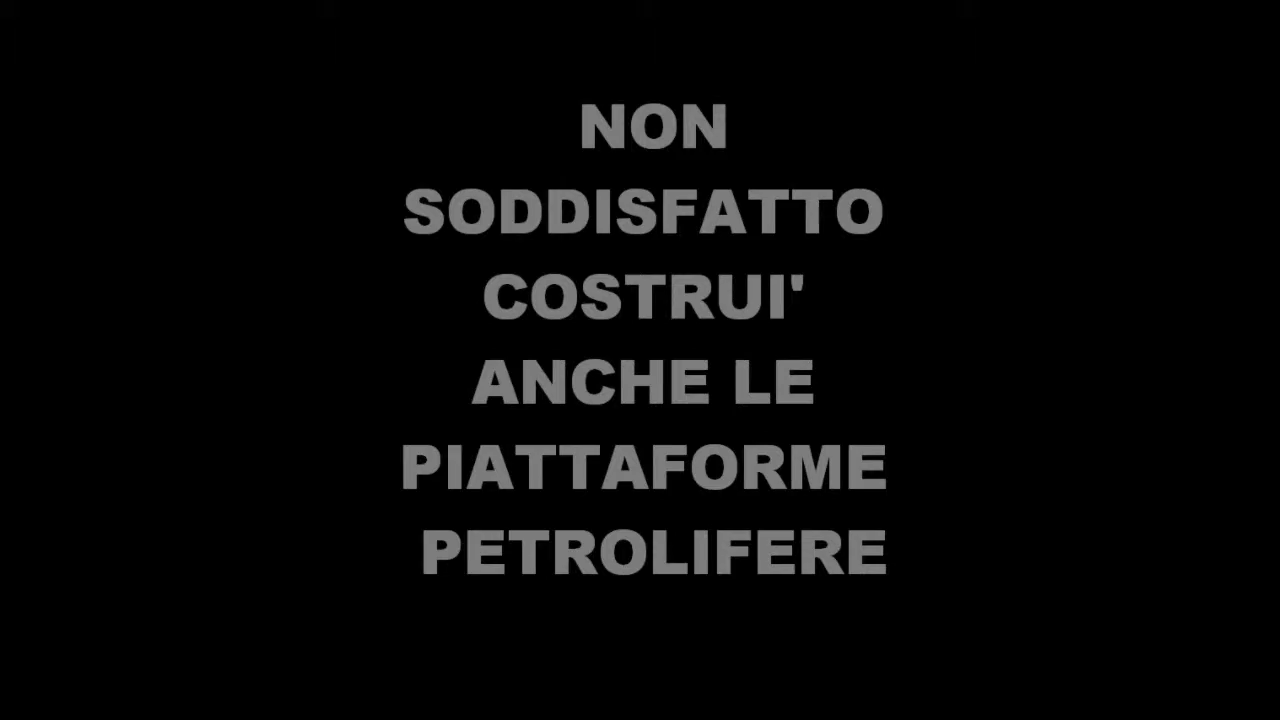 NON
SODDISFATTO
COSTRUI'
ANCHE LE
PIATTAFORME
PETROLIFERE